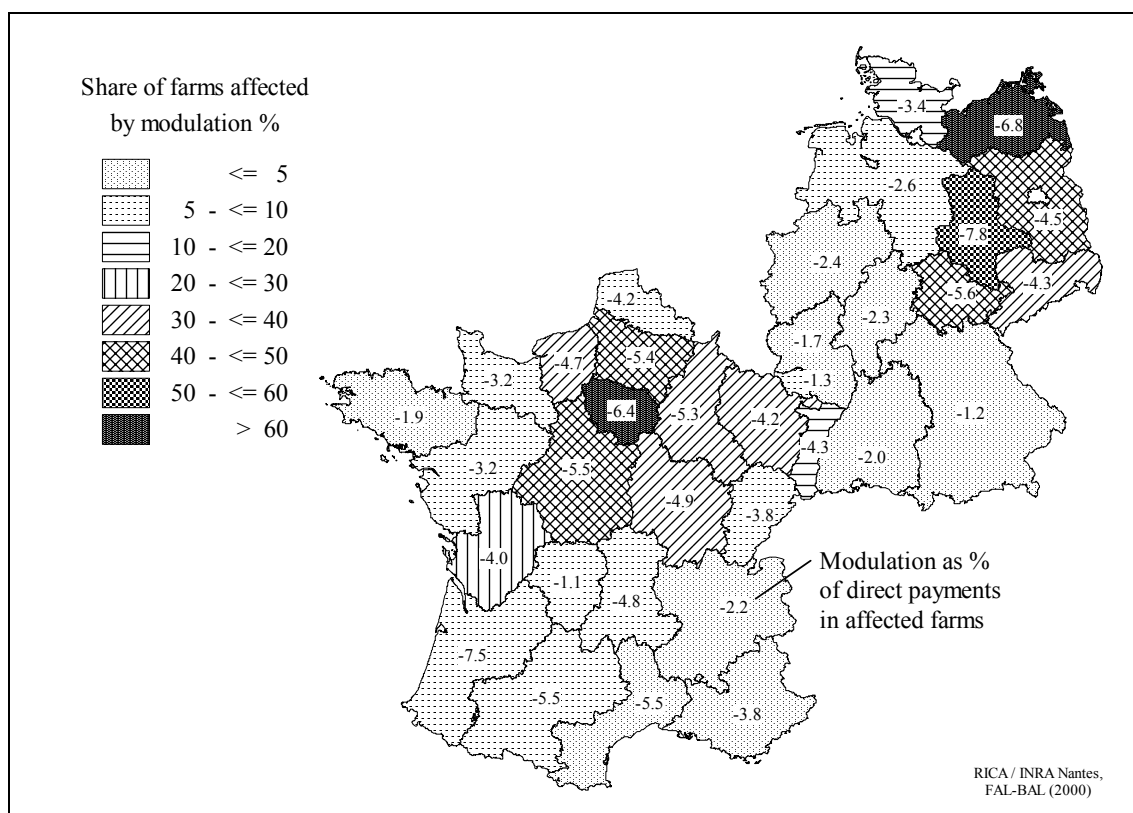 Share of farms affected
by modulation %
<= 5
5 - <= 10
10 - <= 20
20 - <= 30
30 - <= 40
40 - <= 50
50 - <= 60
> 60
-3.4
-6.8
-2.6
-4.5
-7.8
-2.4
-4.3
-5.6
-4.2
-2.3
-1.7
-5.4
-4.7
-1.3
-3.2
-6.4
-5.3
-1.9
-4.2
-1.2
-4.3
-2.0
-3.2
-5.5
-4.9
-3.8
-4.0
Modulation as %
of direct payments
in affected farms
-1.1
-4.8
-2.2
-7.5
-5.5
-5.5
-3.8
RICA / INRA Nantes,
FAL-BAL (2000)